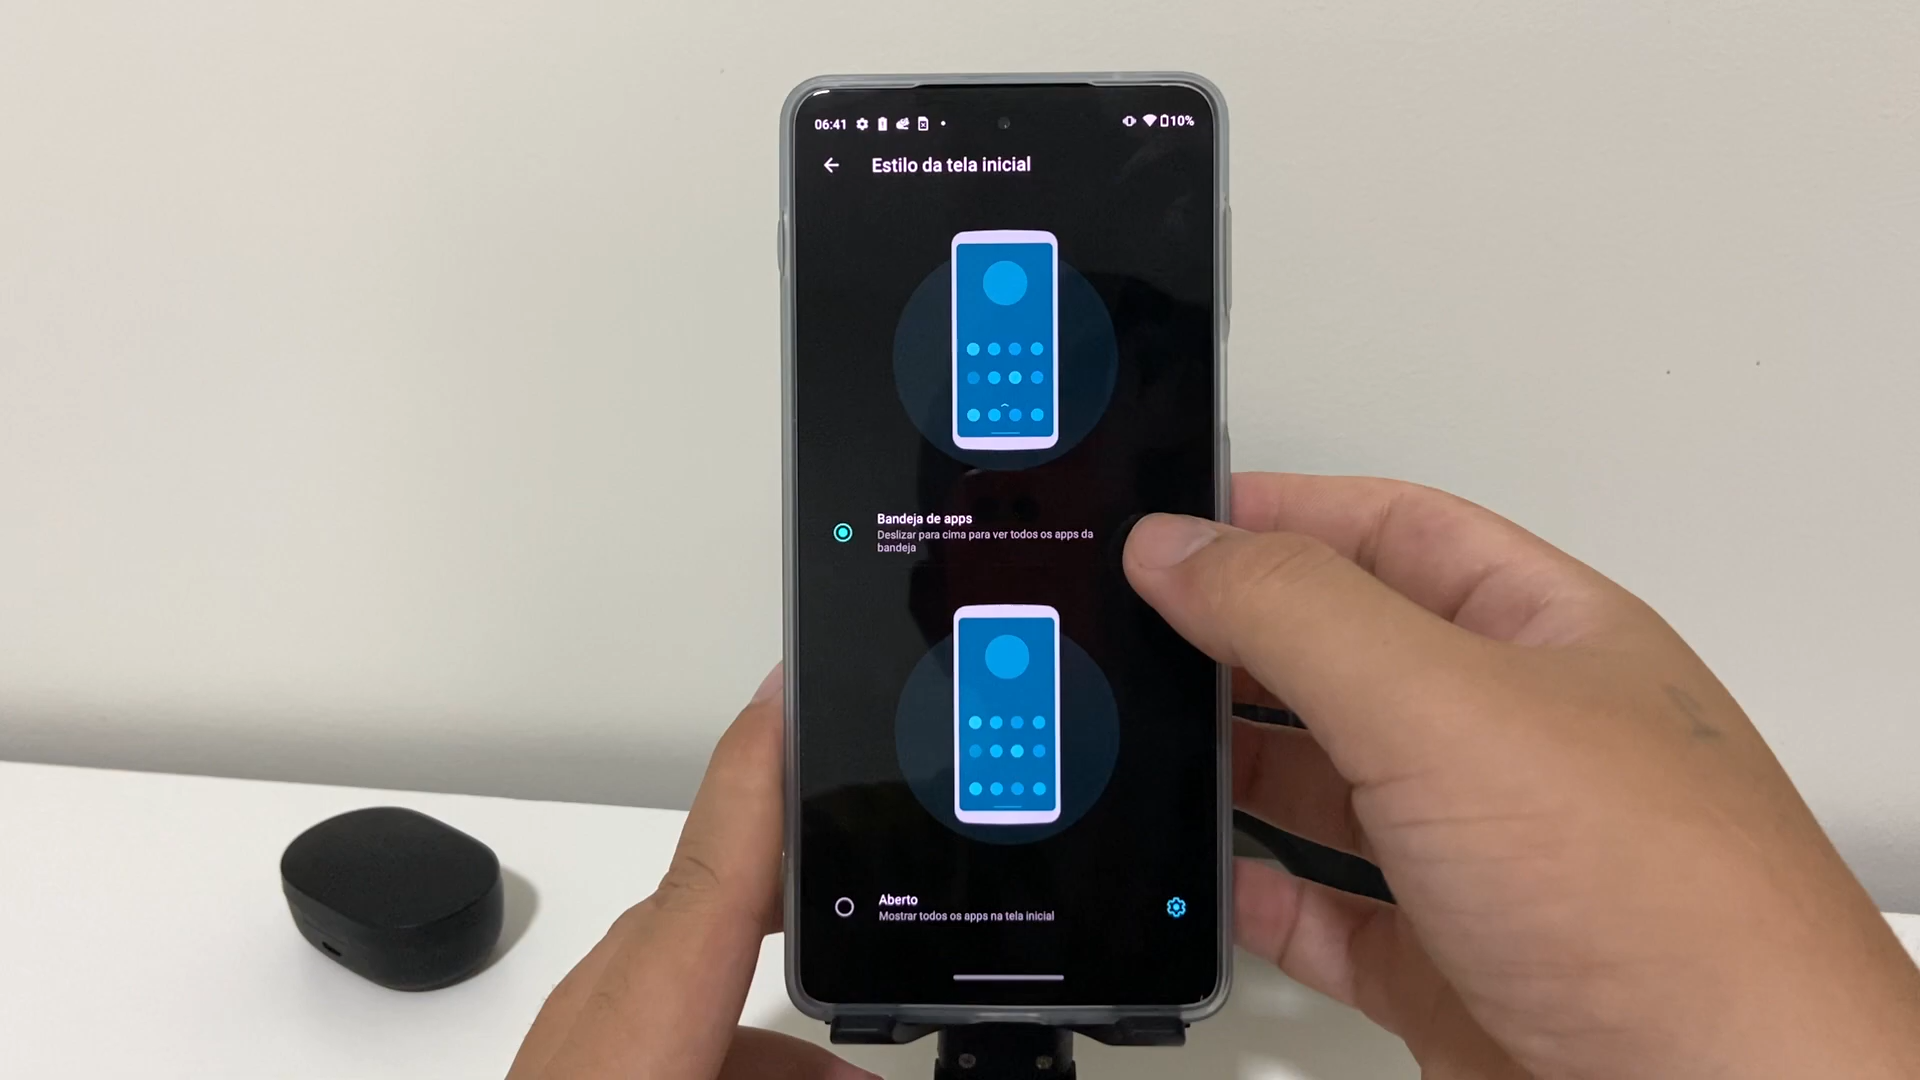 06:41
10%
Estilo da tela inicial
Bandeja de apps
Deslizar para cima para ver todos os apps da
bandeja
Aberto
Mostrar todos os apps na tela inicial